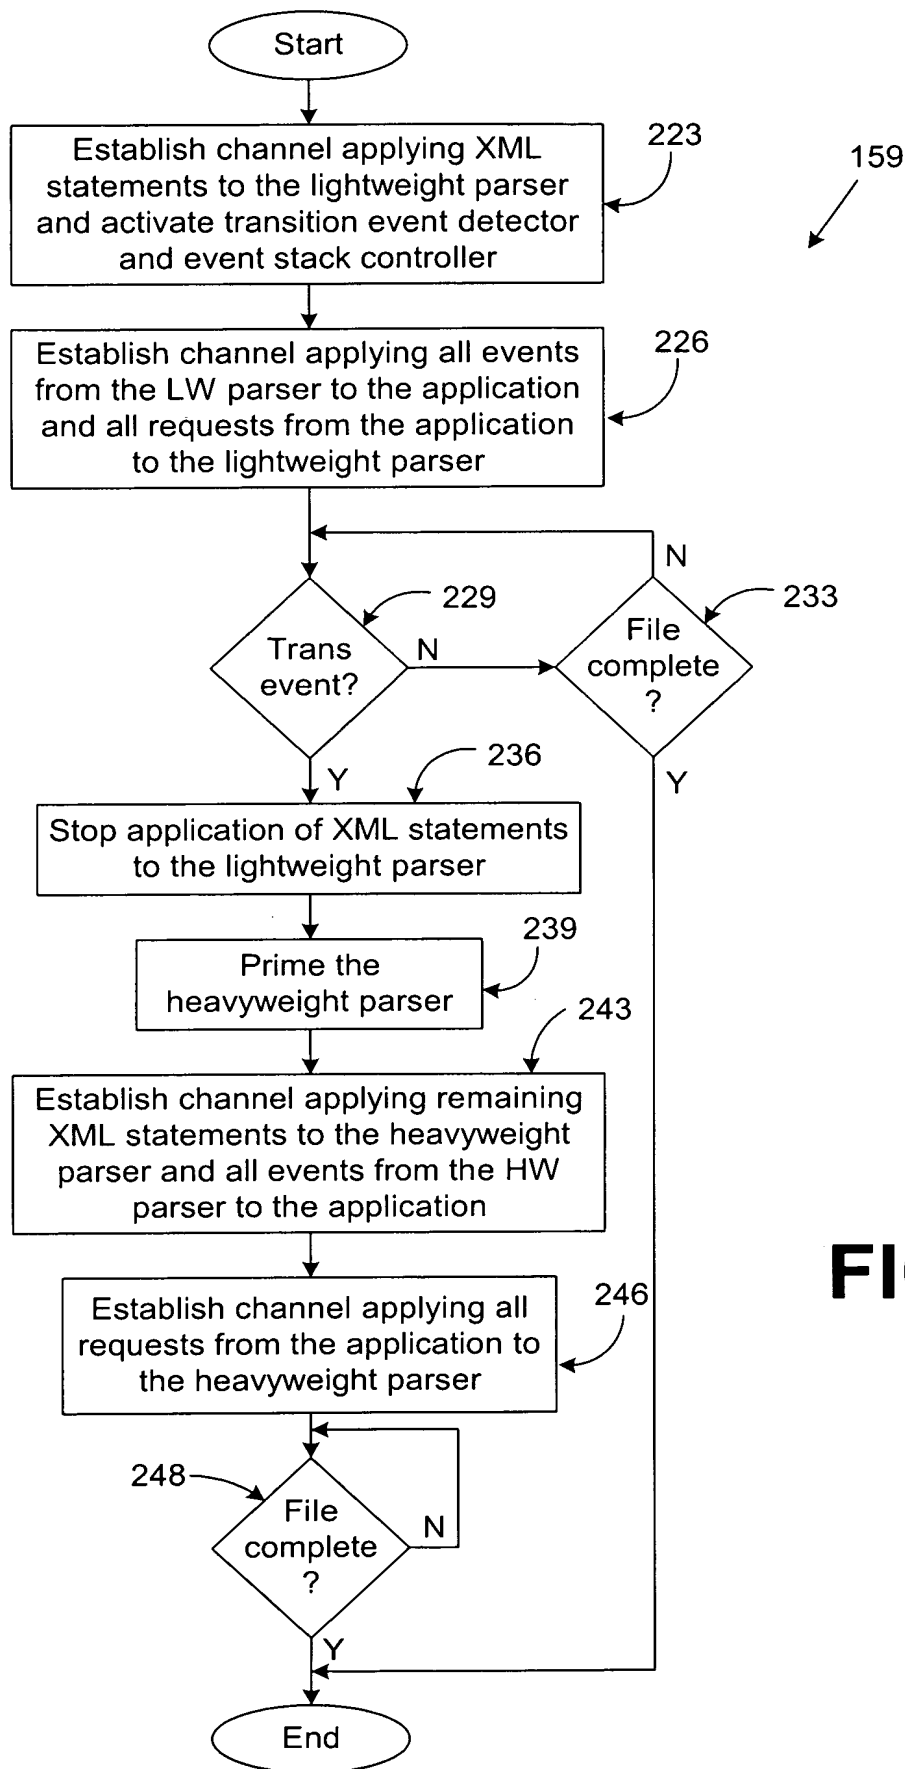 Start
Establish channel applying XML
statements to the lightweight parser
and activate transition event detector
and event stack controller
223
159
Establish channel applying all events
from the LW parser to the application
and all requests from the application
to the lightweight parser
226
N
229
233
Trans
event?
N
File
complete
?
Y
Y
236
Stop application of XML statements
to the lightweight parser
239
Prime the
heavyweight parser
243
Establish channel applying remaining
XML statements to the heavyweight
parser and all events from the HW
parser to the application
FI
246
Establish channel applying all
requests from the application to
the heavyweight parser
248
File
complete
?
N
Y
End